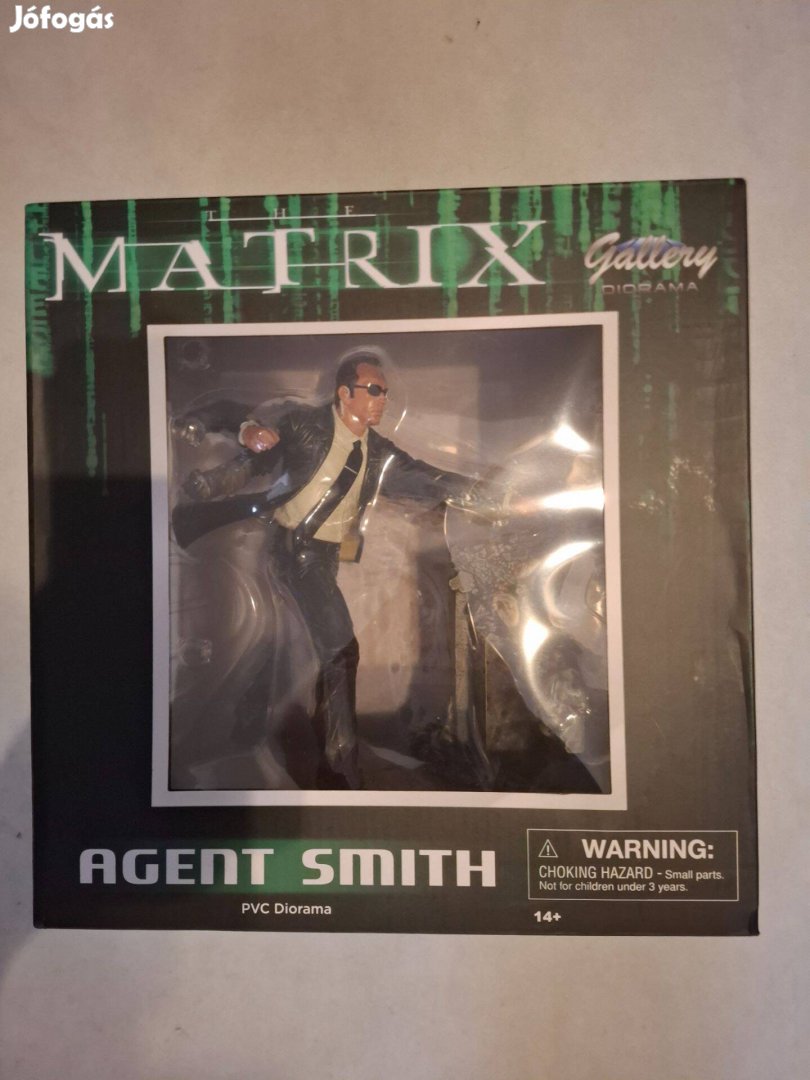 Jófogás
THE
MATRIX
Gallery
DIORAMA
AGENT SMITH
PVC Diorama
⚠ WARNING:
CHOKING HAZARD - Small parts.
Not for children under 3 years.
14+